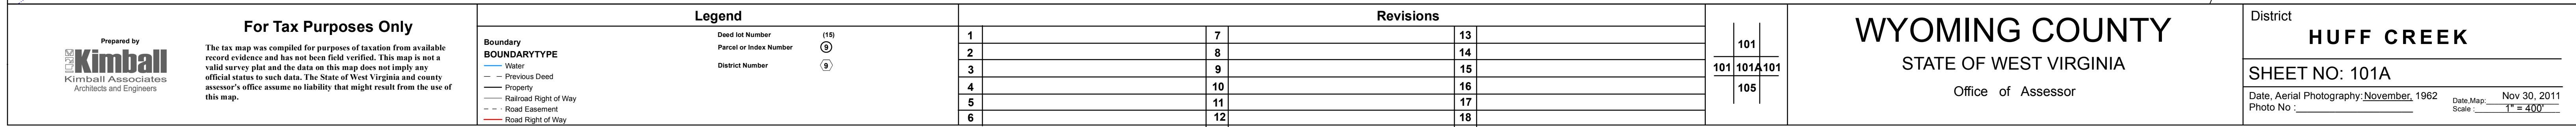 Prepared by
Kimball
Kimball Associates
Architects and Engineers
For Tax Purposes Only
The tax map was compiled for purposes of taxation from available
record evidence and has not been field verified. This map is not a
valid survey plat and the data on this map does not imply any
official status to such data. The State of West Virginia and county
assessor's office assume no liability that might result from the use of
this map.
Legend
Boundary
BOUNDARYTYPE
Water
Previous Deed
Property
Railroad Right of Way
Road Easement
Road Right of Way
Deed lot Number (15)
Parcel or Index Number 9
District Number 9
Revisions
1 7 13
2 8 14
3 9 15
4 10 16
5 11 17
6 12 18
101
101 101A 101
105
WYOMING COUNTY
STATE OF WEST VIRGINIA
Office of Assessor
District
HUFF CREEK
SHEET NO: 101A
Date, Aerial Photography: November, 1962
Photo No :
Date,Map: Nov 30, 2011
Scale : 1" = 400'